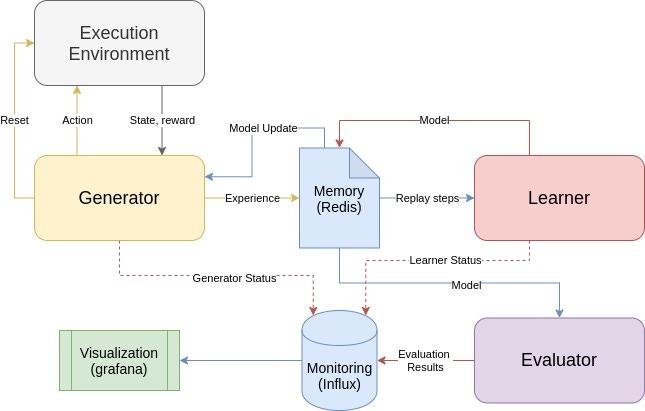 Execution
Environment
Reset
Action
State, reward
Model Update
Model
Generator
Experience
Memory
(Redis)
Replay steps
Learner
Generator Status
Learner Status
Model
Visualization
(grafana)
Monitoring
(Influx)
Evaluation
Results
Evaluator